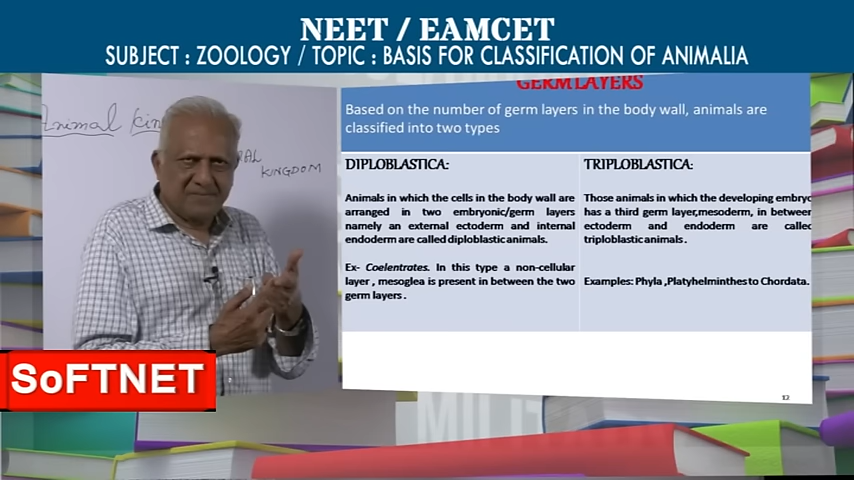 NEET / EAMCET
SUBJECT : ZOOLOGY / TOPIC : BASIS FOR CLASSIFICATION OF ANIMALIA
GERM LAYERS
Based on the number of germ layers in the body wall, animals are
classified into two types
DIPLOBLASTICA:
Animals in which the cells in the body wall are
arranged in two embryonic/germ layers
namely an external ectoderm and internal
endoderm are called diploblastic animals.
Ex- Coelentrates. In this type a non-cellular
layer , mesoglea is present in between the two
germ layers .
TRIPLOBLASTICA:
Those animals in which the developing embryo
has a third germ layer,mesoderm, in between
ectoderm and endoderm are called
triploblastic animals .
Examples: Phyla ,Platyhelminthes to Chordata.
12
Animal kin
RAL
KINGDOM
SoFTNET
MILIT